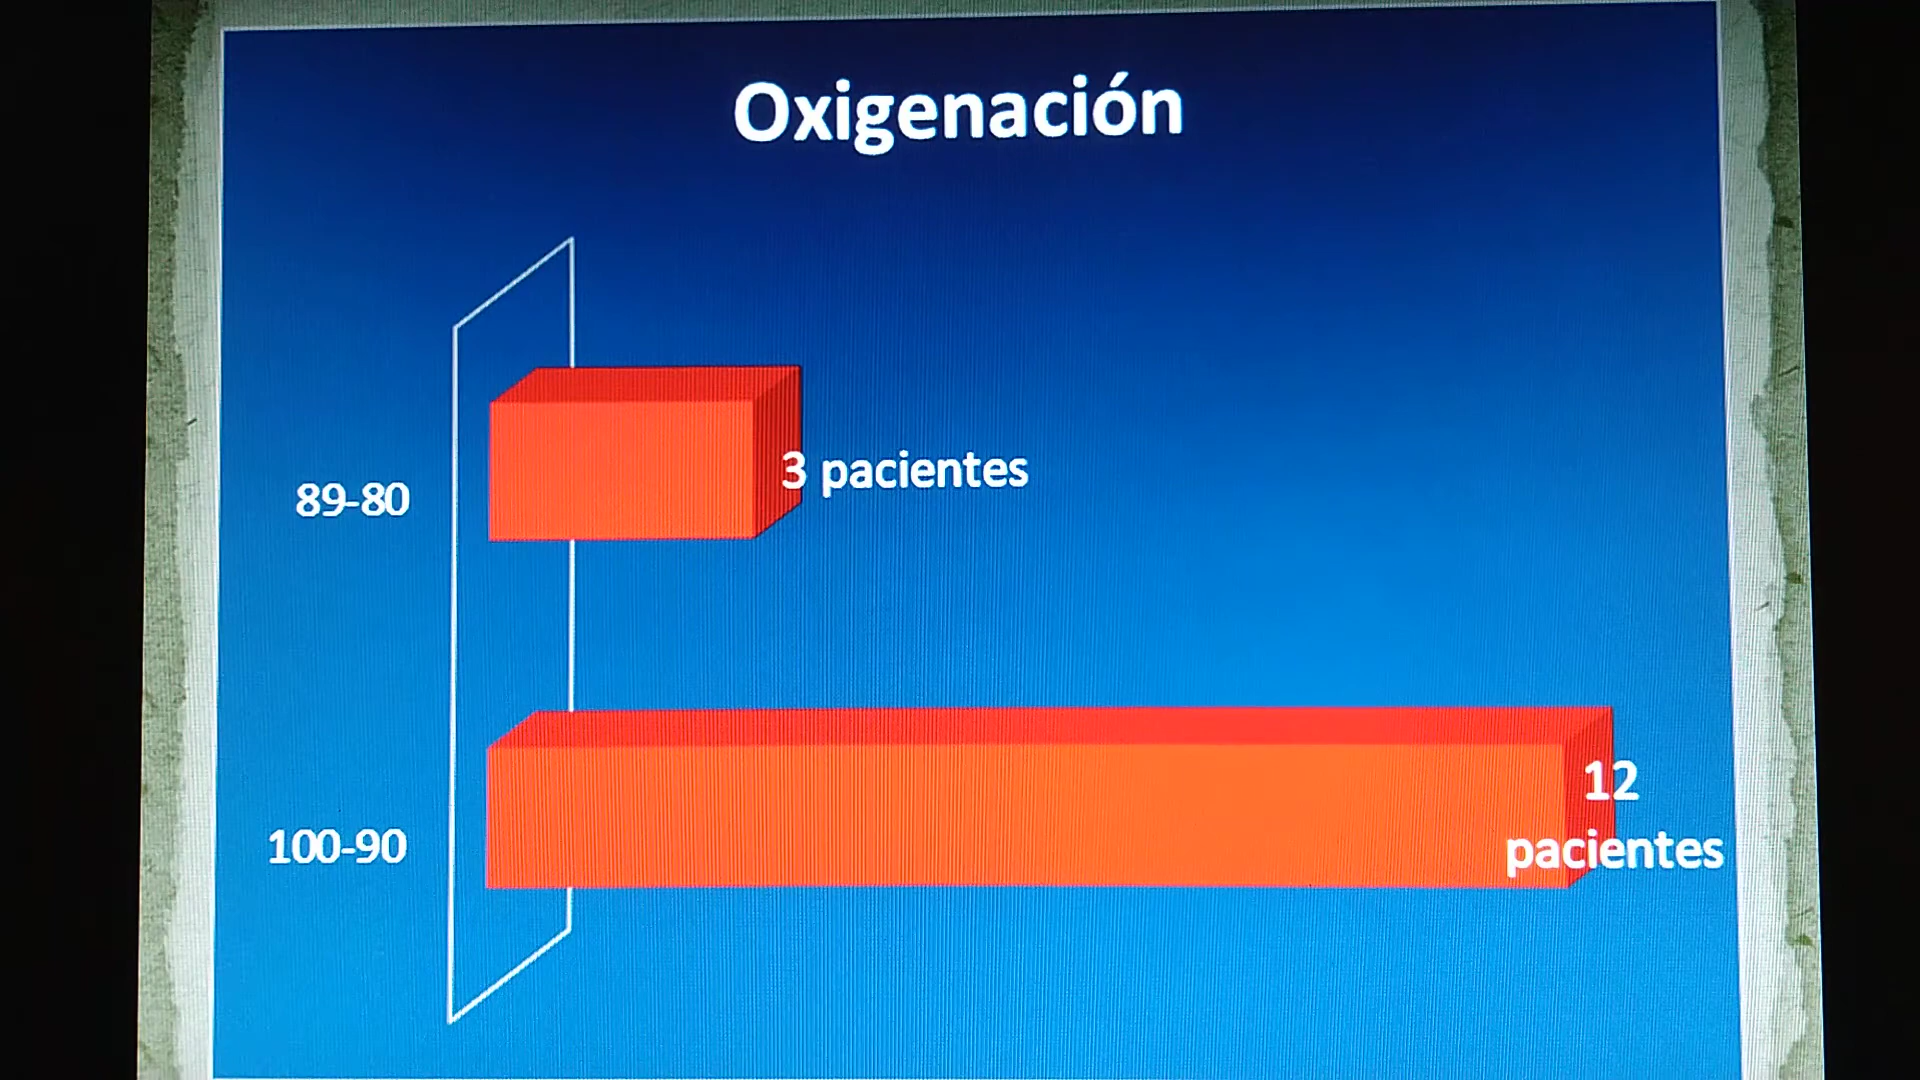 Oxigenación
89-80
3 pacientes
100-90
12
pacientes